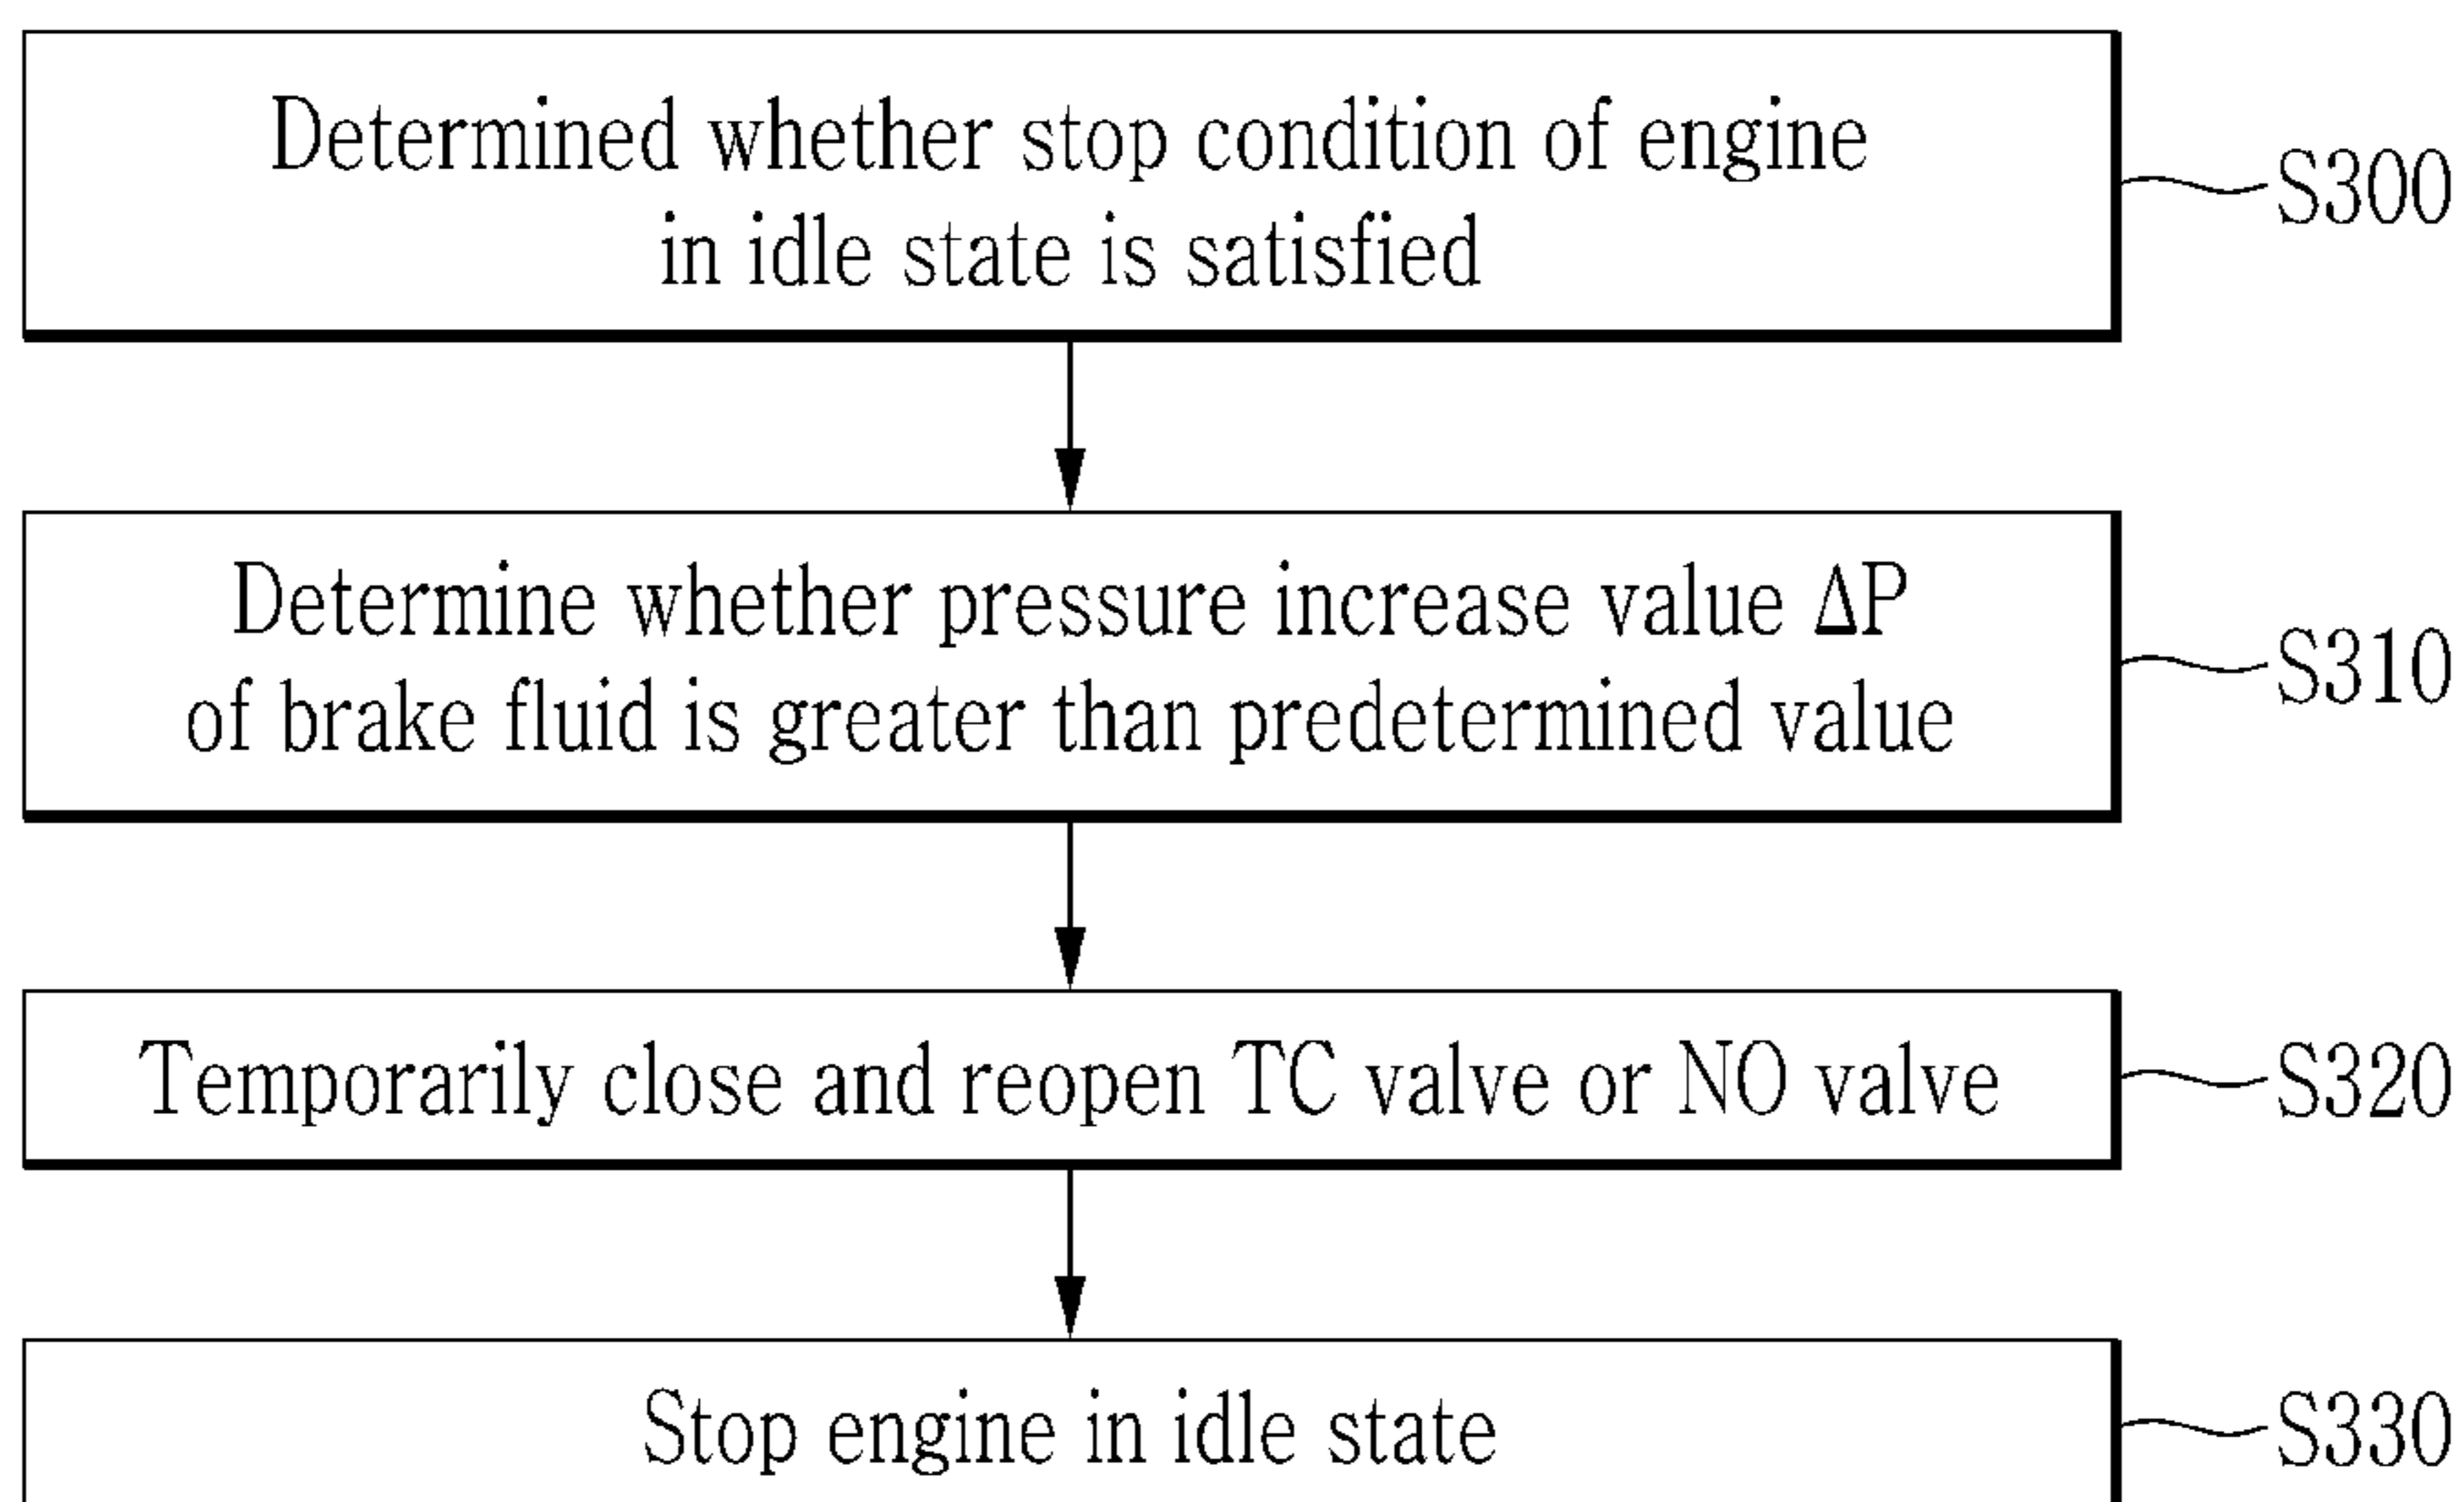 Determined whether stop condition of engine
in idle state is satisfied
S300
Determine whether pressure increase value ΔP
of brake fluid is greater than predetermined value
S310
Temporarily close and reopen TC valve or NO valve
S320
Stop engine in idle state
S330